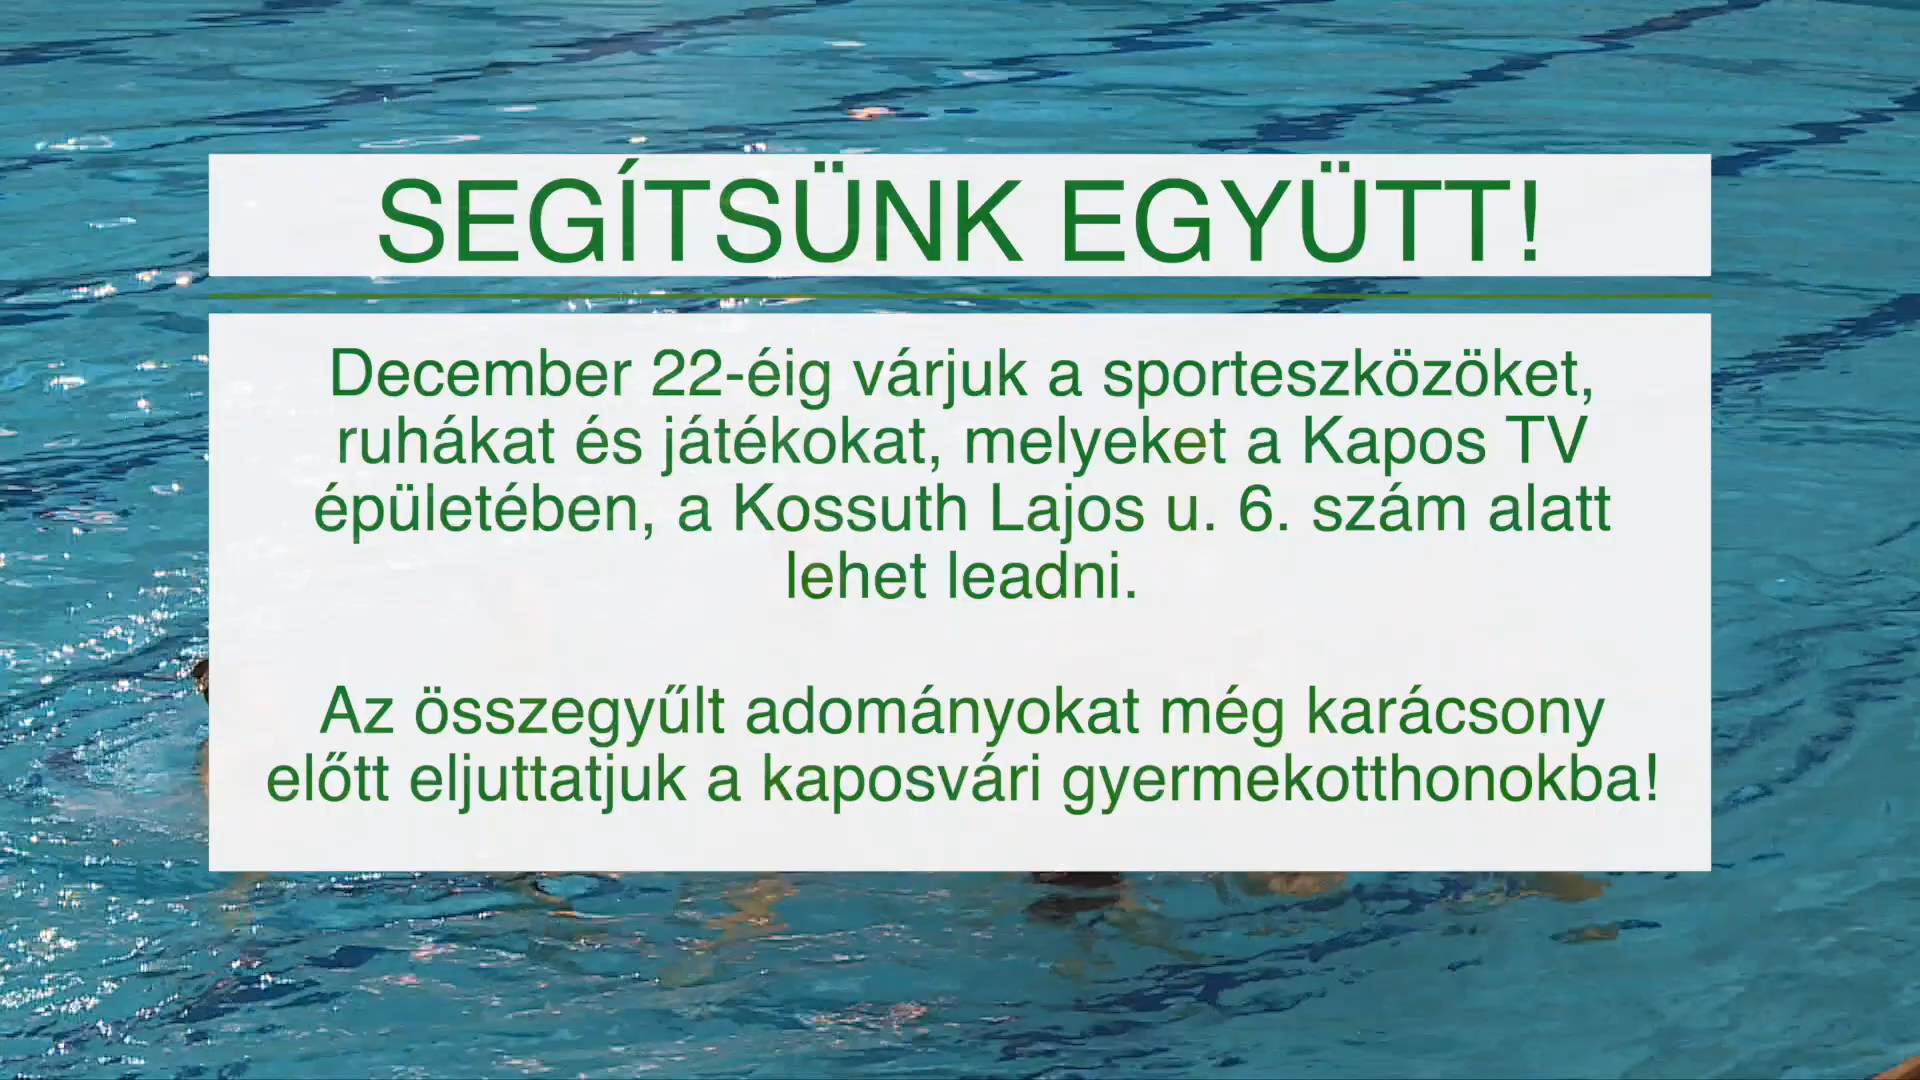 SEGÍTSÜNK EGYÜTT!
December 22-éig várjuk a sporteszközöket,
ruhákat és játékokat, melyeket a Kapos TV
épületében, a Kossuth Lajos u. 6. szám alatt
lehet leadni.
Az összegyűlt adományokat még karácsony
előtt eljuttatjuk a kaposvári gyermekotthonokba!